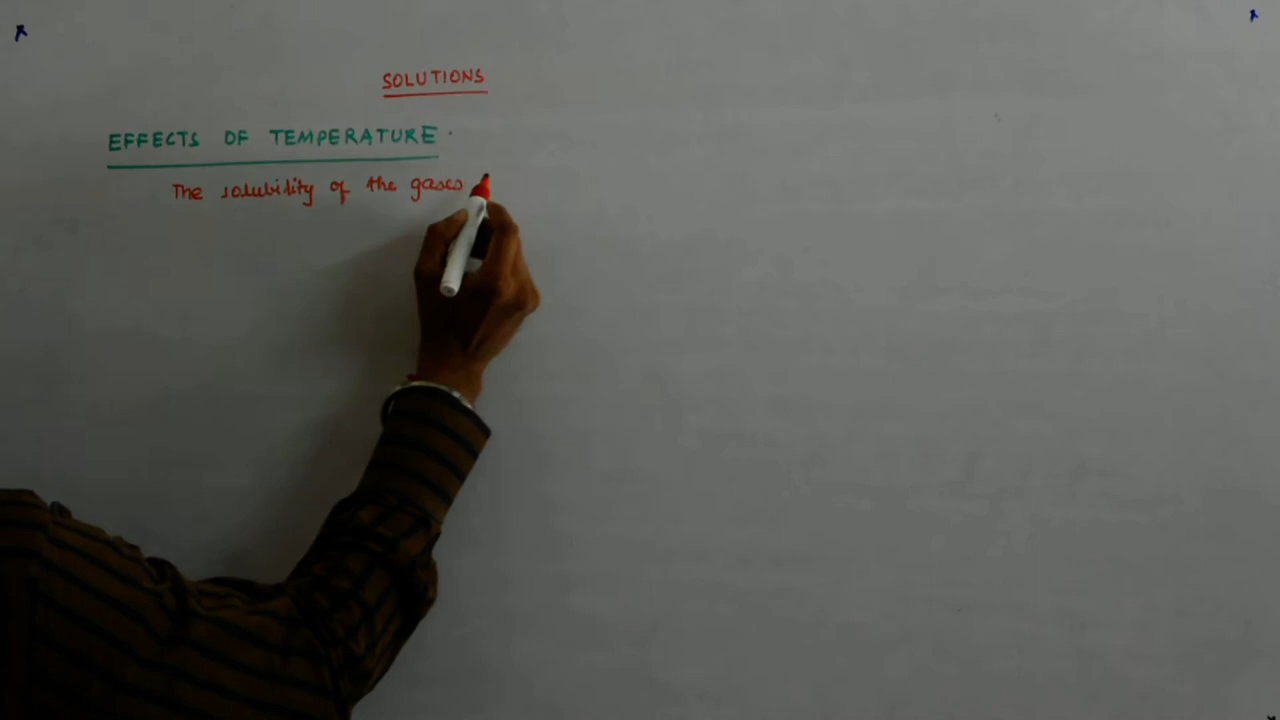 SOLUTIONS
EFFECTS OF TEMPERATURE
The solubility of the gases